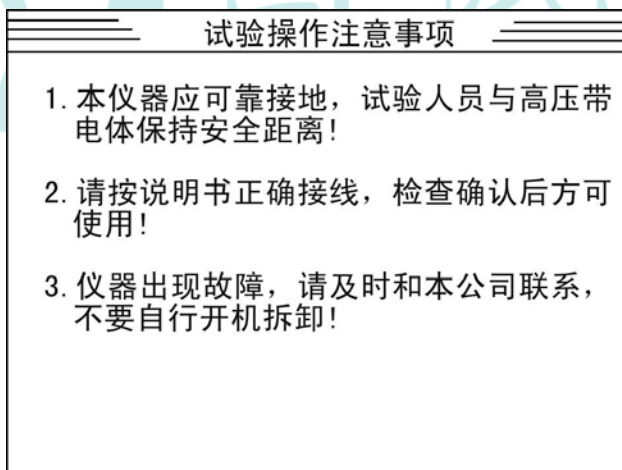 试验操作注意事项
1. 本仪器应可靠接地，试验人员与高压带
电体保持安全距离!
2. 请按说明书正确接线，检查确认后方可
使用!
3. 仪器出现故障，请及时和本公司联系，
不要自行开机拆卸!